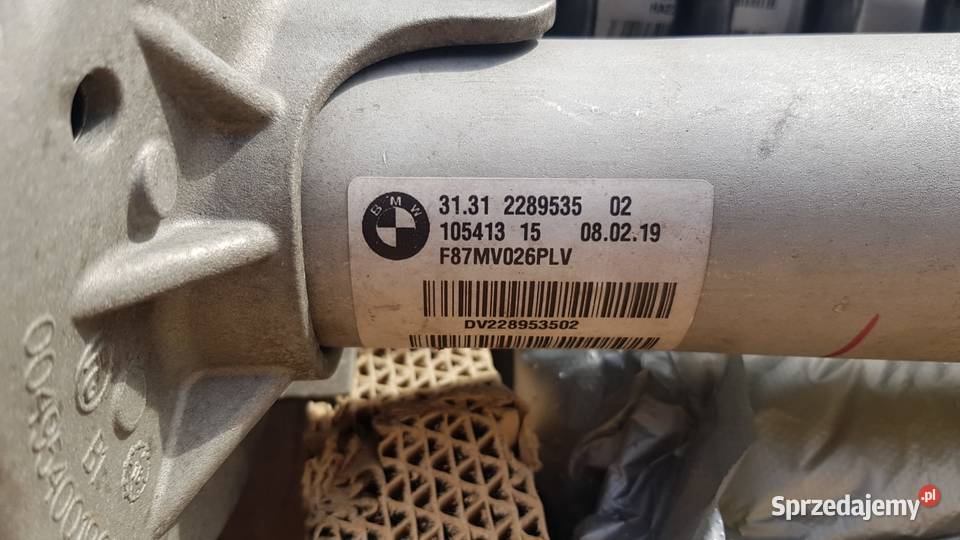 BMW
31.31 2289535 02
105413 15 08.02.19
F87MV026PLV
DV228953502
Sprzedajemy.pl